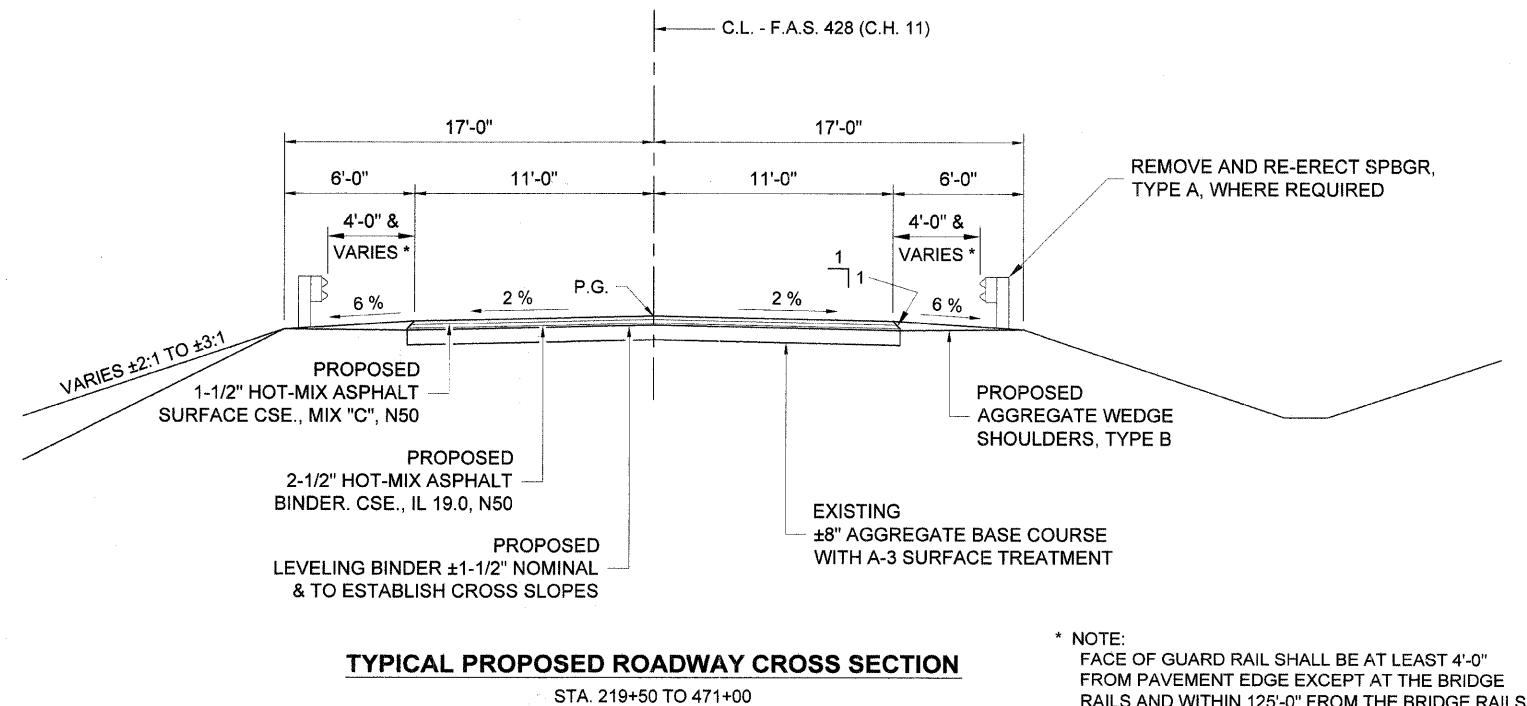 C.L. - F.A.S. 428 (C.H. 11)
17'-0"
17'-0"
6'-0"
11'-0"
11'-0"
6'-0"
REMOVE AND RE-ERECT SPBGR,
TYPE A, WHERE REQUIRED
4'-0" &
VARIES *
4'-0" &
VARIES *
1
1
P.G.
6 %
2 %
2 %
6 %
VARIES ±2:1 TO ±3:1
PROPOSED
1-1/2" HOT-MIX ASPHALT
SURFACE CSE., MIX "C", N50
PROPOSED
AGGREGATE WEDGE
SHOULDERS, TYPE B
PROPOSED
2-1/2" HOT-MIX ASPHALT
BINDER. CSE., IL 19.0, N50
EXISTING
±8" AGGREGATE BASE COURSE
WITH A-3 SURFACE TREATMENT
PROPOSED
LEVELING BINDER ±1-1/2" NOMINAL
& TO ESTABLISH CROSS SLOPES
TYPICAL PROPOSED ROADWAY CROSS SECTION
STA. 219+50 TO 471+00
* NOTE:
FACE OF GUARD RAIL SHALL BE AT LEAST 4'-0"
FROM PAVEMENT EDGE EXCEPT AT THE BRIDGE
RAILS AND WITHIN 125'-0" FROM THE BRIDGE RAILS